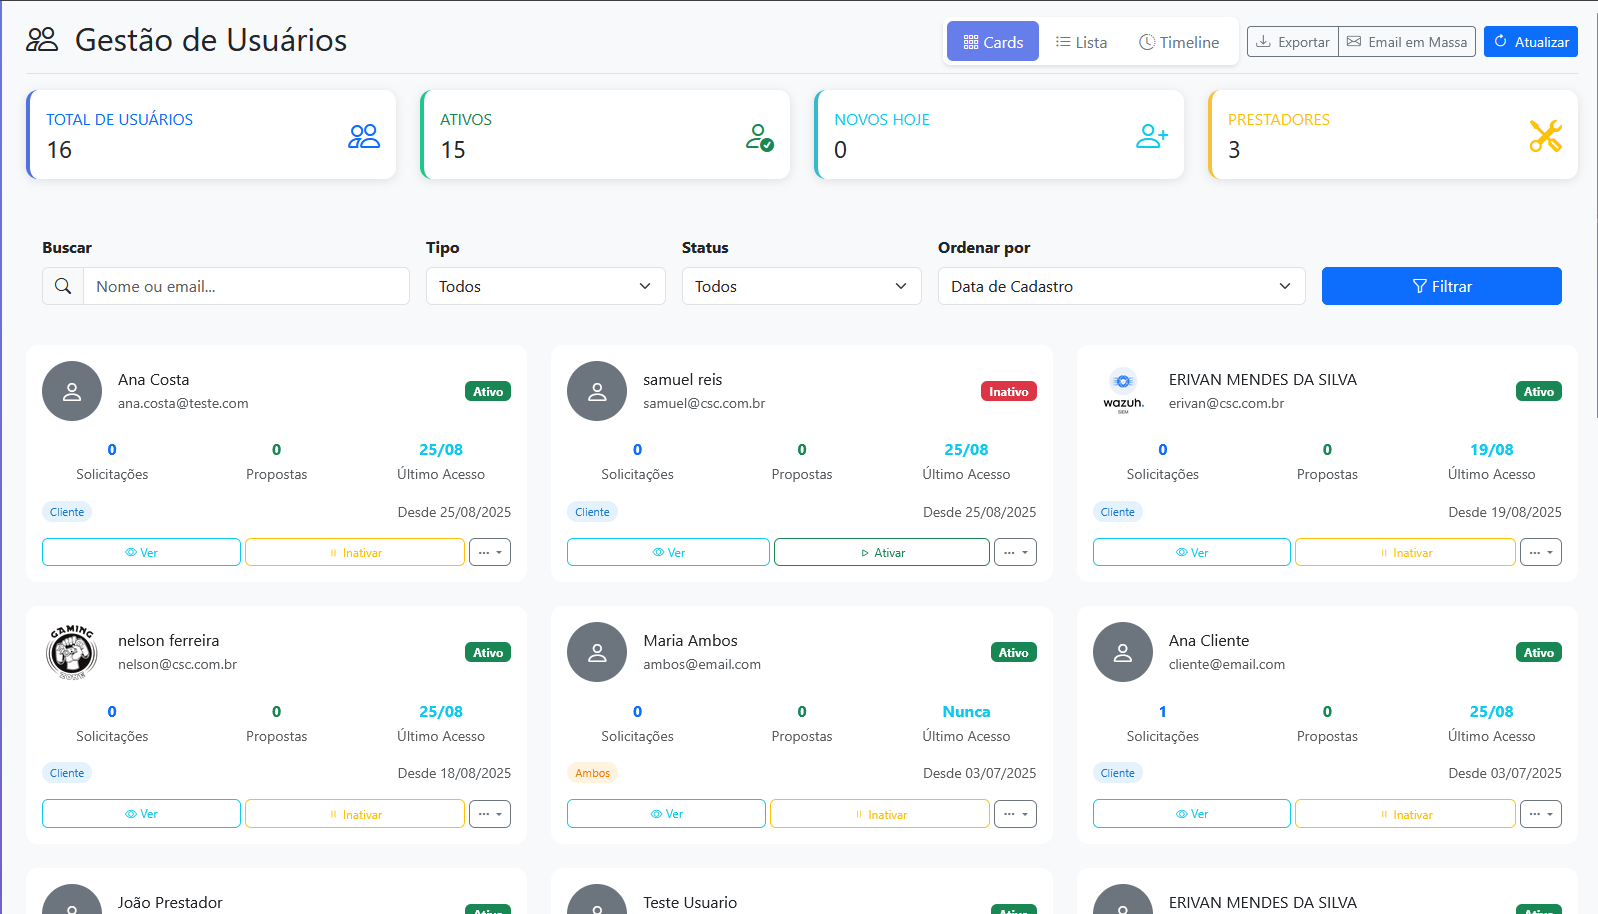 Gestão de Usuários
Cards Lista Timeline Exportar Email em Massa Atualizar
TOTAL DE USUÁRIOS
16
ATIVOS
15
NOVOS HOJE
0
PRESTADORES
3
Buscar
Nome ou email...
Tipo
Todos
Status
Todos
Ordenar por
Data de Cadastro
Filtrar
Ana Costa
ana.costa@teste.com
Ativo
0 0 25/08
Solicitações Propostas Último Acesso
Cliente Desde 25/08/2025
Ver Inativar ...
samuel reis
samuel@csc.com.br
Inativo
0 0 25/08
Solicitações Propostas Último Acesso
Cliente Desde 25/08/2025
Ver Ativar ...
wazuh.
SIEM
ERIVAN MENDES DA SILVA
erivan@csc.com.br
Ativo
0 0 19/08
Solicitações Propostas Último Acesso
Cliente Desde 19/08/2025
Ver Inativar ...
GAMING
ZONE
nelson ferreira
nelson@csc.com.br
Ativo
0 0 25/08
Solicitações Propostas Último Acesso
Cliente Desde 18/08/2025
Ver Inativar ...
Maria Ambos
ambos@email.com
Ativo
0 0 Nunca
Solicitações Propostas Último Acesso
Ambos Desde 03/07/2025
Ver Inativar ...
Ana Cliente
cliente@email.com
Ativo
1 0 25/08
Solicitações Propostas Último Acesso
Cliente Desde 03/07/2025
Ver Inativar ...
João Prestador
Ativo
Teste Usuario
Ativo
ERIVAN MENDES DA SILVA
Ativo